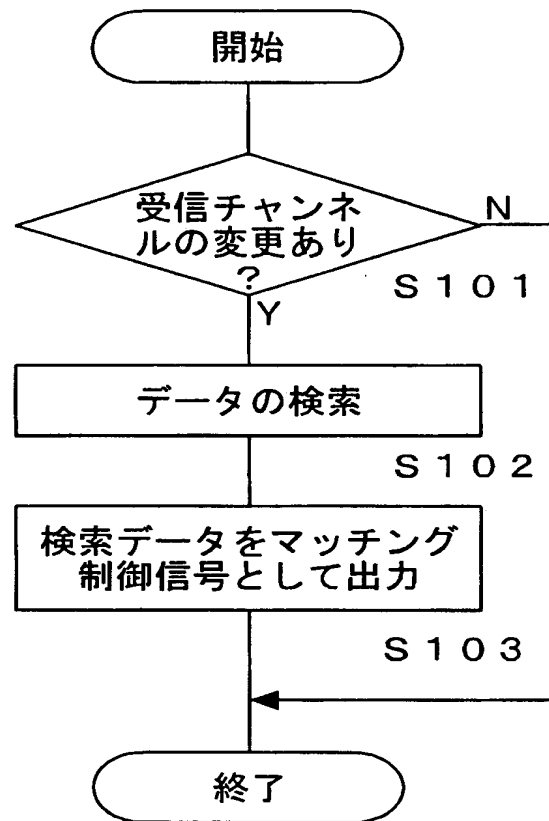 開始
受信チャンネ
ルの変更あり
?
N
S101
Y
データの検索
S102
検索データをマッチング
制御信号として出力
S103
終了